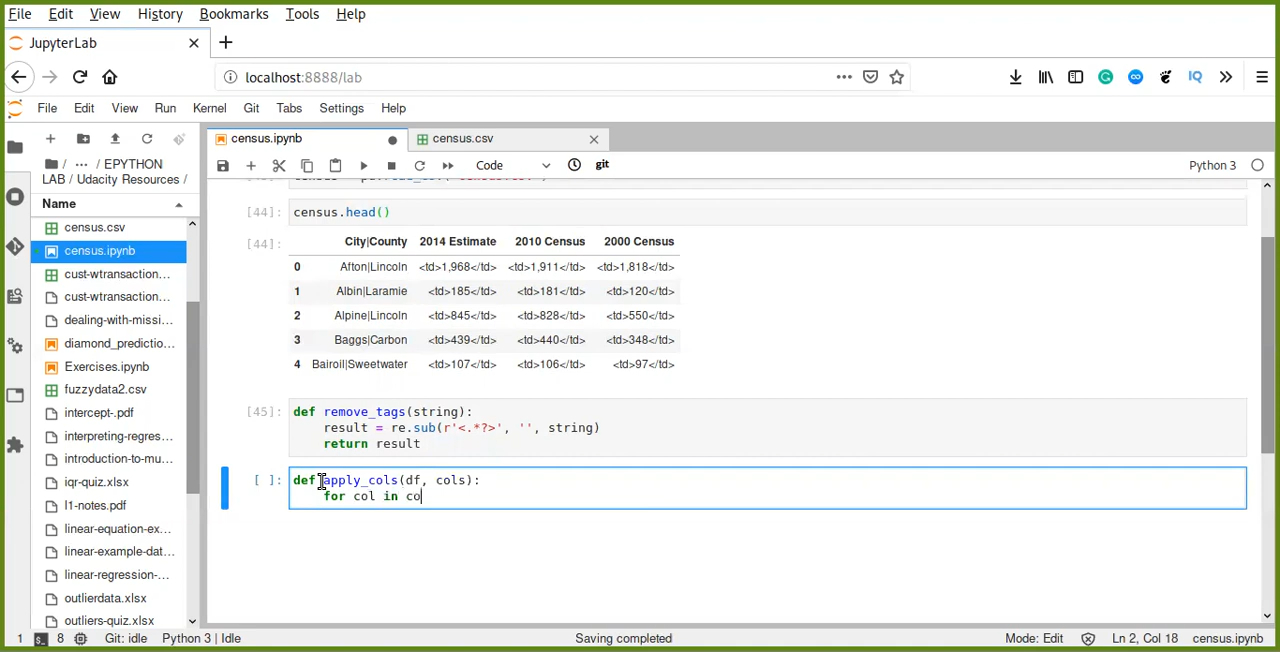 File Edit View History Bookmarks Tools Help
JupyterLab
localhost:8888/lab
IQ
File Edit View Run Kernel Git Tabs Settings Help
census.ipynb
census.csv
/ ··· / EPYTHON
LAB / Udacity Resources /
Code
git
Python 3
Name
census.csv
census.ipynb
cust-wtransaction...
cust-wtransaction...
dealing-with-missi...
diamond_predictio...
Exercises.ipynb
fuzzydata2.csv
intercept-.pdf
interpreting-regres...
introduction-to-mu...
iqr-quiz.xlsx
l1-notes.pdf
linear-equation-ex...
linear-example-dat...
linear-regression-...
outlierdata.xlsx
outliers-quiz.xlsx
[44]: census.head()
[44]: City|County 2014 Estimate 2010 Census 2000 Census
0 Afton|Lincoln <td>1,968</td> <td>1,911</td> <td>1,818</td>
1 Albin|Laramie <td>185</td> <td>181</td> <td>120</td>
2 Alpine|Lincoln <td>845</td> <td>828</td> <td>550</td>
3 Baggs|Carbon <td>439</td> <td>440</td> <td>348</td>
4 Bairoil|Sweetwater <td>107</td> <td>106</td> <td>97</td>
[45]: def remove_tags(string):
result = re.sub(r'<.*?>', '', string)
return result
[ ]: def apply_cols(df, cols):
for col in co
1 8 Git: idle Python 3 | Idle Saving completed Mode: Edit Ln 2, Col 18 census.ipynb